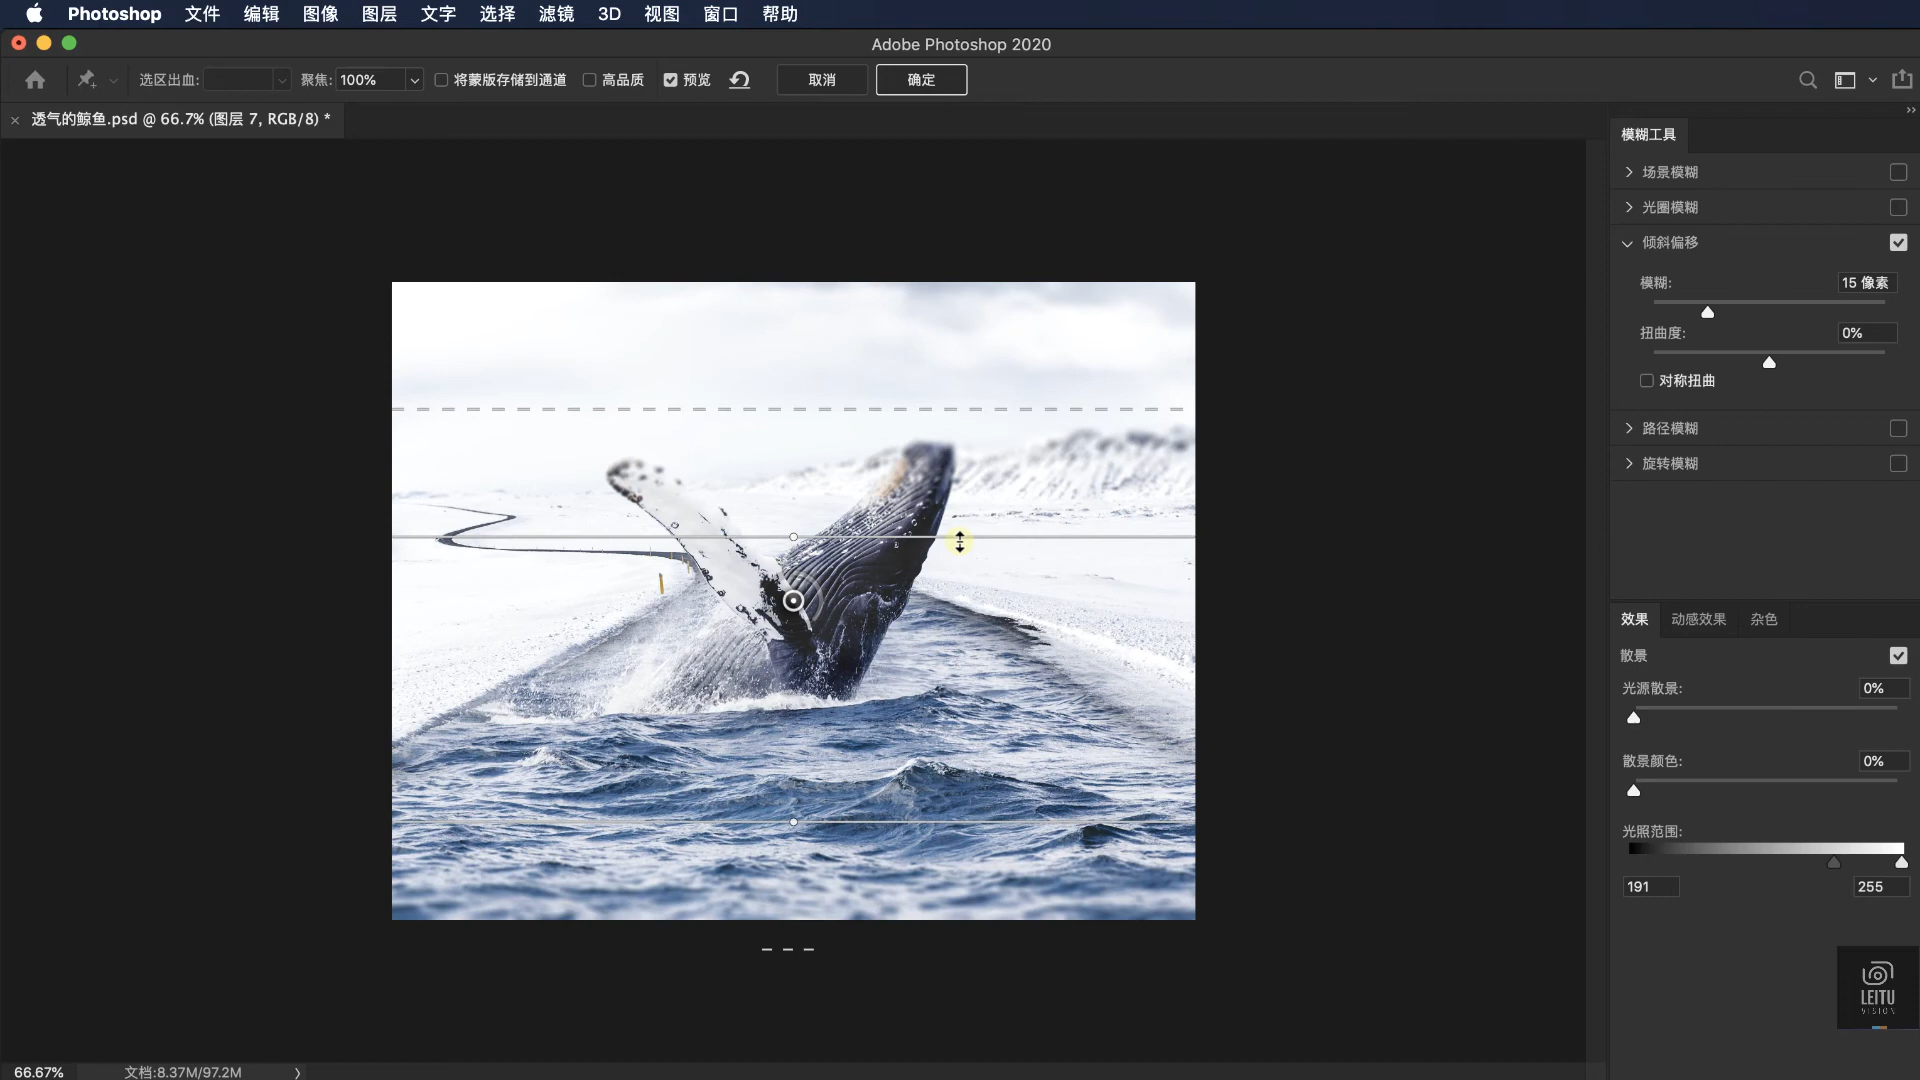 Photoshop 文件 编辑 图像 图层 文字 选择 滤镜 3D 视图 窗口 帮助
Adobe Photoshop 2020
选区出血: 聚焦: 100% 将蒙版存储到通道 高品质 预览 取消 确定
× 透气的鲸鱼.psd @ 66.7% (图层 7, RGB/8) *
模糊工具
场景模糊
光圈模糊
倾斜偏移
模糊: 15 像素
扭曲度: 0%
对称扭曲
路径模糊
旋转模糊
效果 动感效果 杂色
散景
光源散景: 0%
散景颜色: 0%
光照范围:
191 255
LEITU
VISION
66.67% 文档:8.37M/97.2M